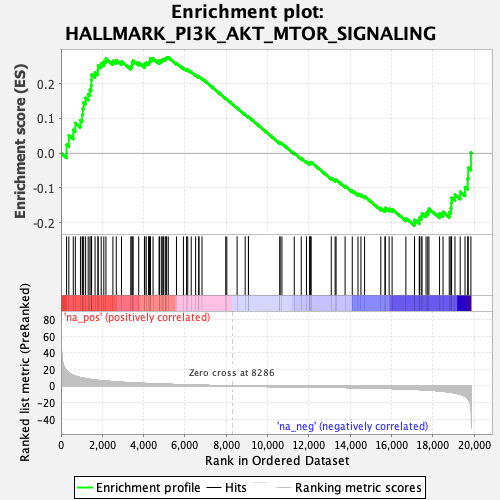 Enrichment plot:
HALLMARK_PI3K_AKT_MTOR_SIGNALING
Enrichment score (ES)
0.2
0.1
0.0
-0.1
-0.2
'na_pos' (positively correlated)
Ranked list metric (PreRanked)
80
60
40
20
0
-20
-40
Zero cross at 8286
'na_neg' (negatively correlated)
0
2,000
4,000
6,000
8,000
10,000
12,000
14,000
16,000
18,000
20,000
Rank in Ordered Dataset
Enrichment profile
Hits
Ranking metric scores